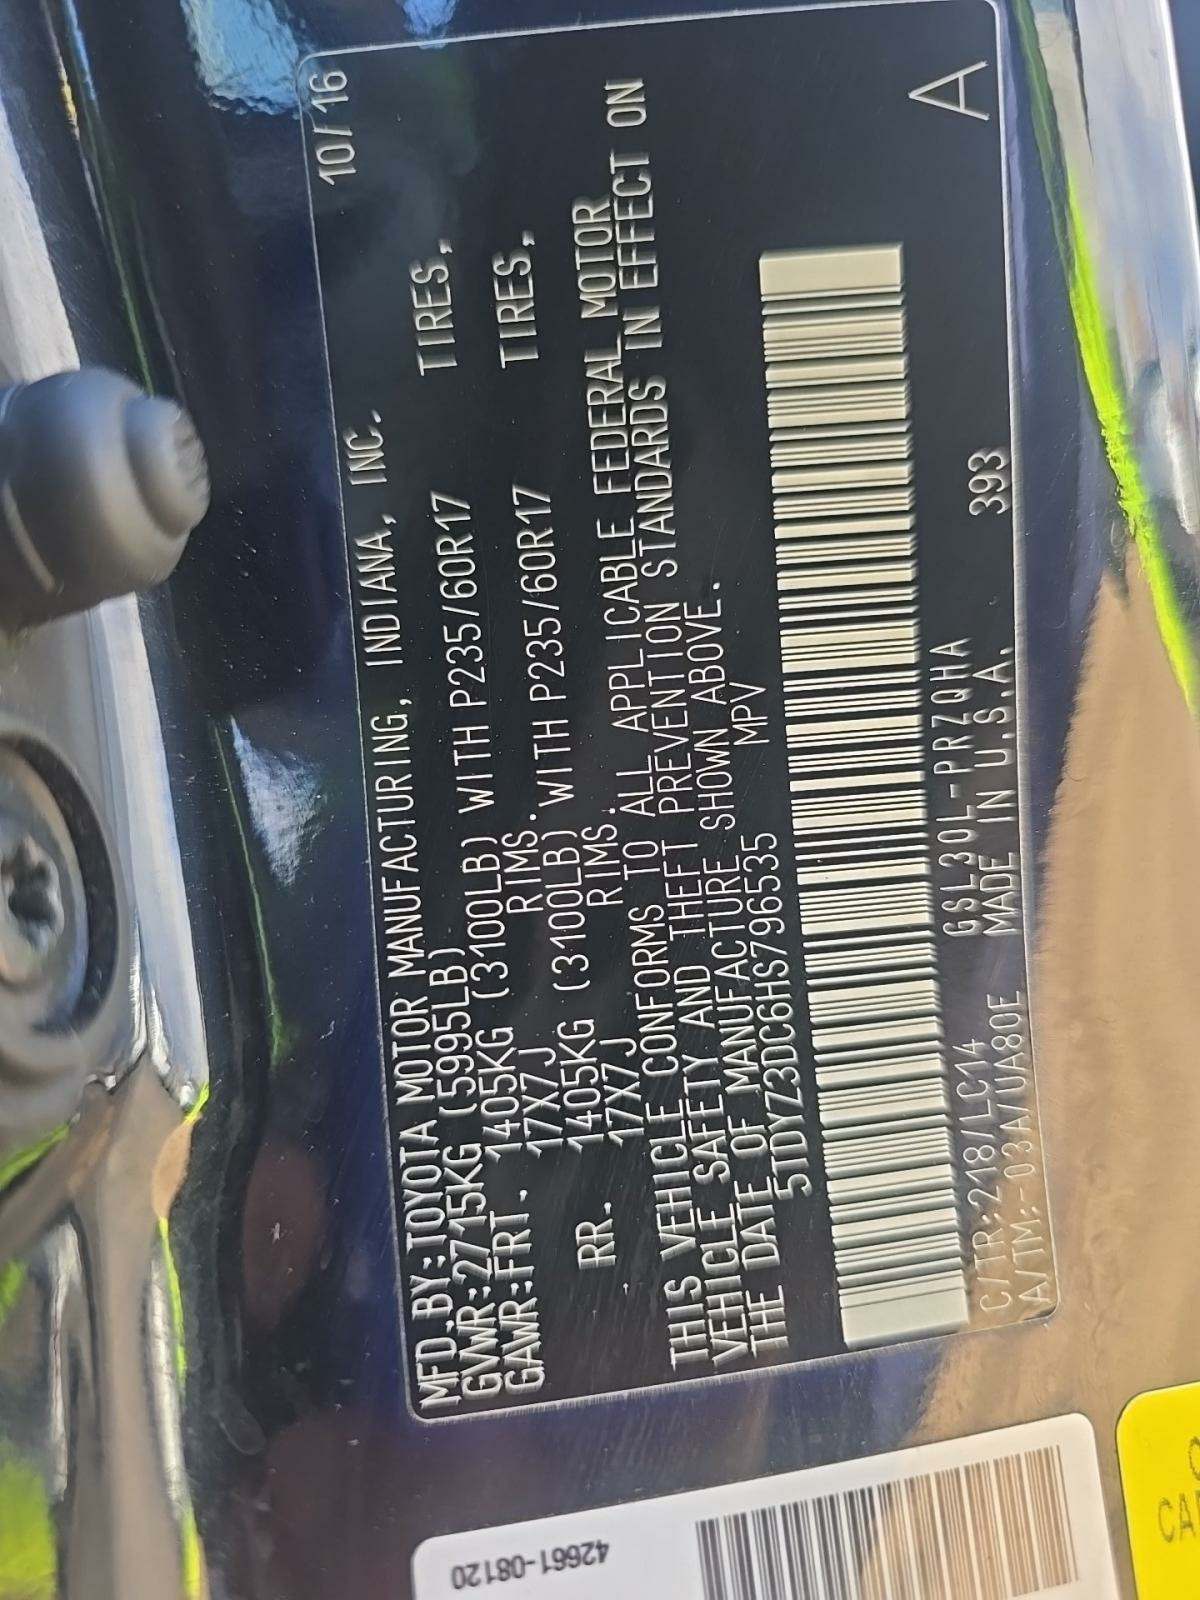 MFD.BY:TOYOTA MOTOR MANUFACTURING, INDIANA, INC. 10/16
GVWR:2715KG (5995LB)
GAWR:FRT. 1405KG (3100LB) WITH P235/60R17 TIRES,
17X7J RIMS.
RR. 1405KG (3100LB) WITH P235/60R17 TIRES,
17X7J RIMS.
THIS VEHICLE CONFORMS TO ALL APPLICABLE FEDERAL MOTOR
VEHICLE SAFETY AND THEFT PREVENTION STANDARDS IN EFFECT ON
THE DATE OF MANUFACTURE SHOWN ABOVE.
5TDYZ3DC6HS796535 MPV
C/TR:218/LC14 GSL30L-PRZQHA
A/TM:-03A/UA80E MADE IN U.S.A. 393
A
42661-08120